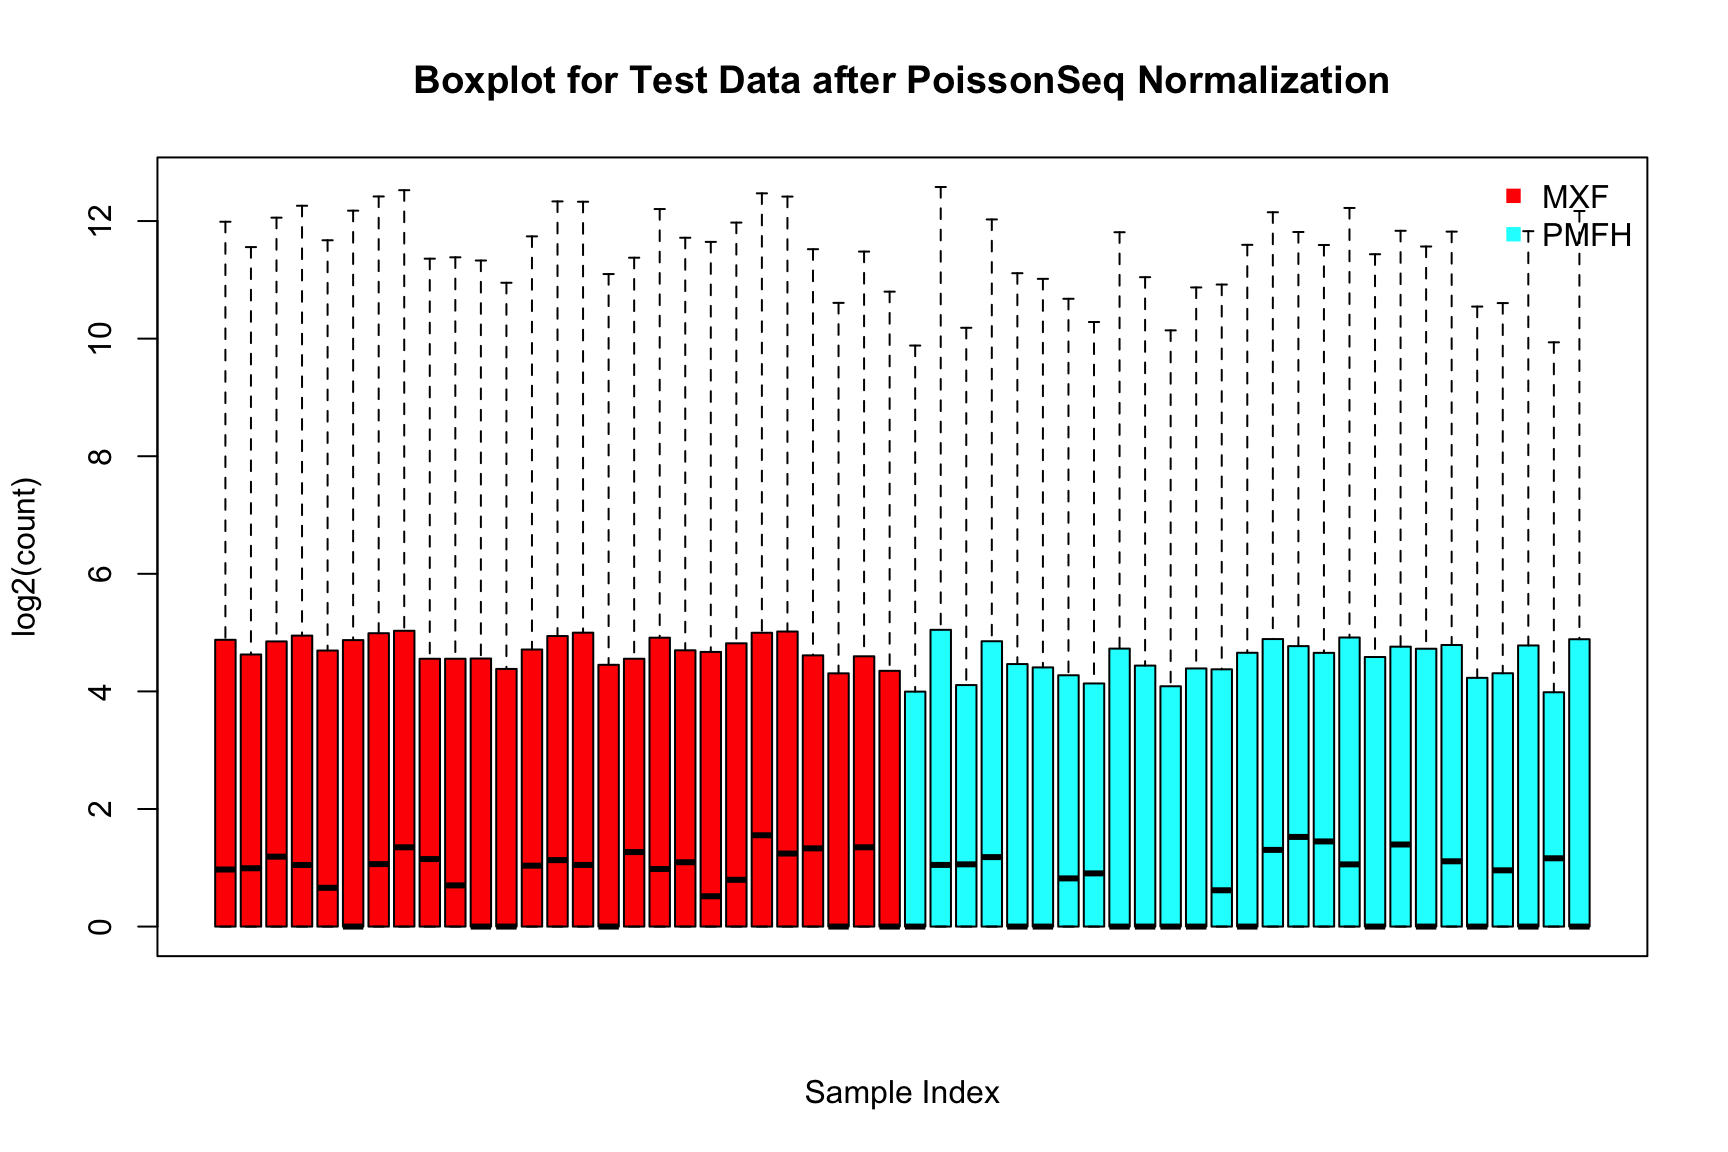 Boxplot for Test Data after PoissonSeq Normalization
log2(count)
12
10
8
6
4
2
0
MXF
PMFH
Sample Index